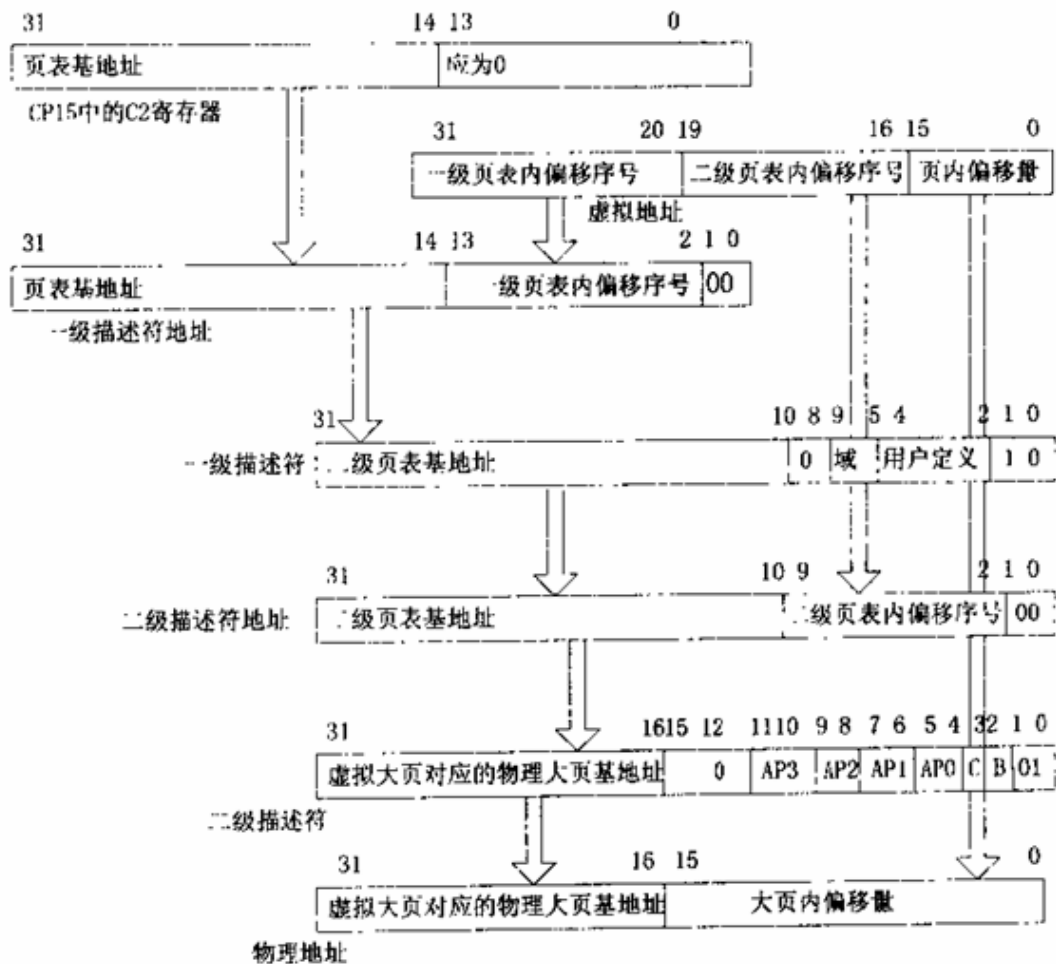 31 14 13 0
页表基地址 应为0
CP15中的C2寄存器
31 20 19 16 15 0
一级页表内偏移序号 二级页表内偏移序号 页内偏移量
虚拟地址
31 14 13 2 1 0
页表基地址 一级页表内偏移序号 00
一级描述符地址
31 10 8 9 5 4 2 1 0
一级描述符 二级页表基地址 0 域 用户定义 1 0
31 10 9 2 1 0
二级描述符地址 二级页表基地址 二级页表内偏移序号 00
31 1615 12 1110 9 8 7 6 5 4 32 1 0
虚拟大页对应的物理大页基地址 0 AP3 AP2 AP1 AP0 C B 01
二级描述符
31 16 15 0
虚拟大页对应的物理大页基地址 大页内偏移量
物理地址